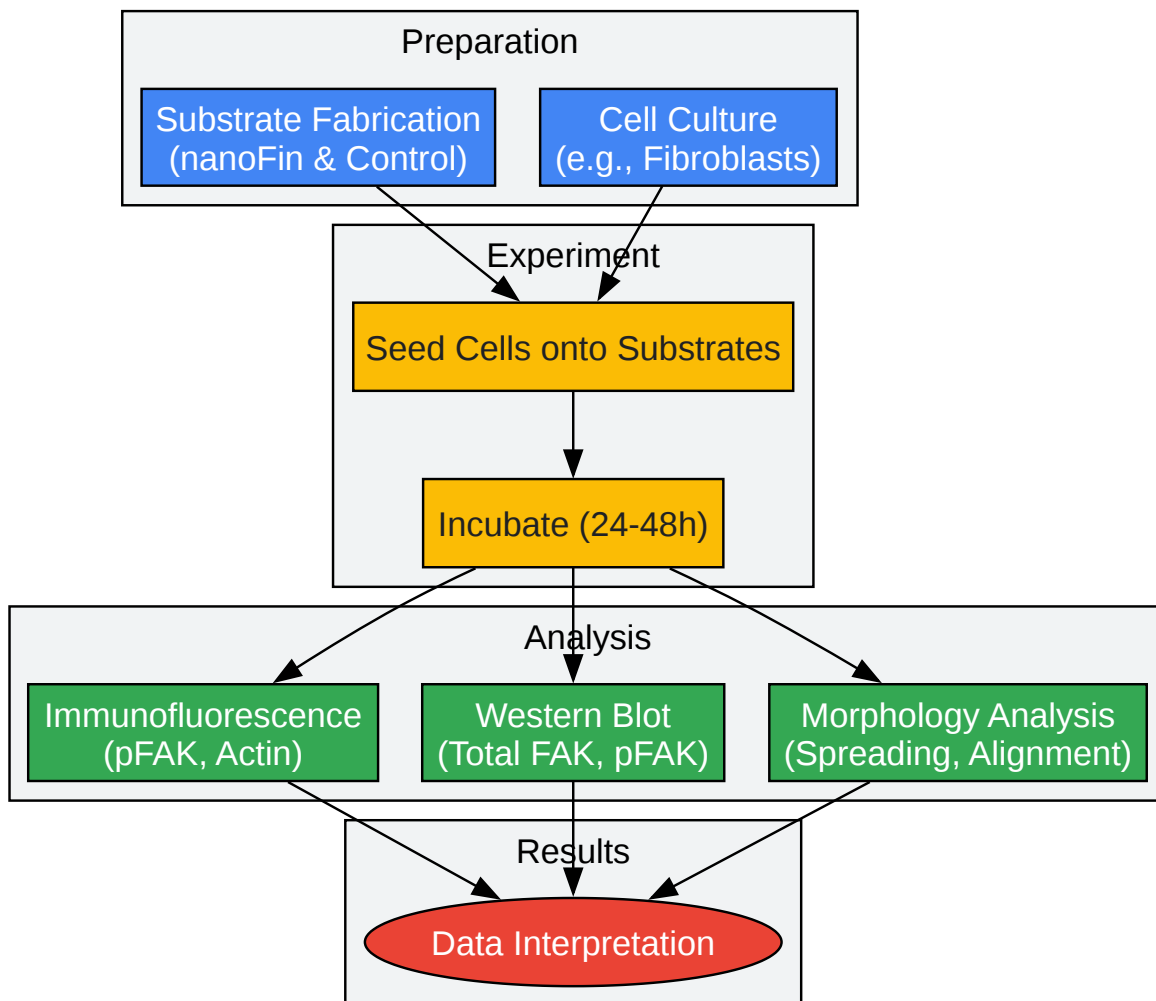 Preparation
Substrate Fabrication
(nanoFin & Control)
Cell Culture
(e.g., Fibroblasts)
Experiment
Seed Cells onto Substrates
Incubate (24-48h)
Analysis
Immunofluorescence
(pFAK, Actin)
Western Blot
(Total FAK, pFAK)
Morphology Analysis
(Spreading, Alignment)
Results
Data Interpretation